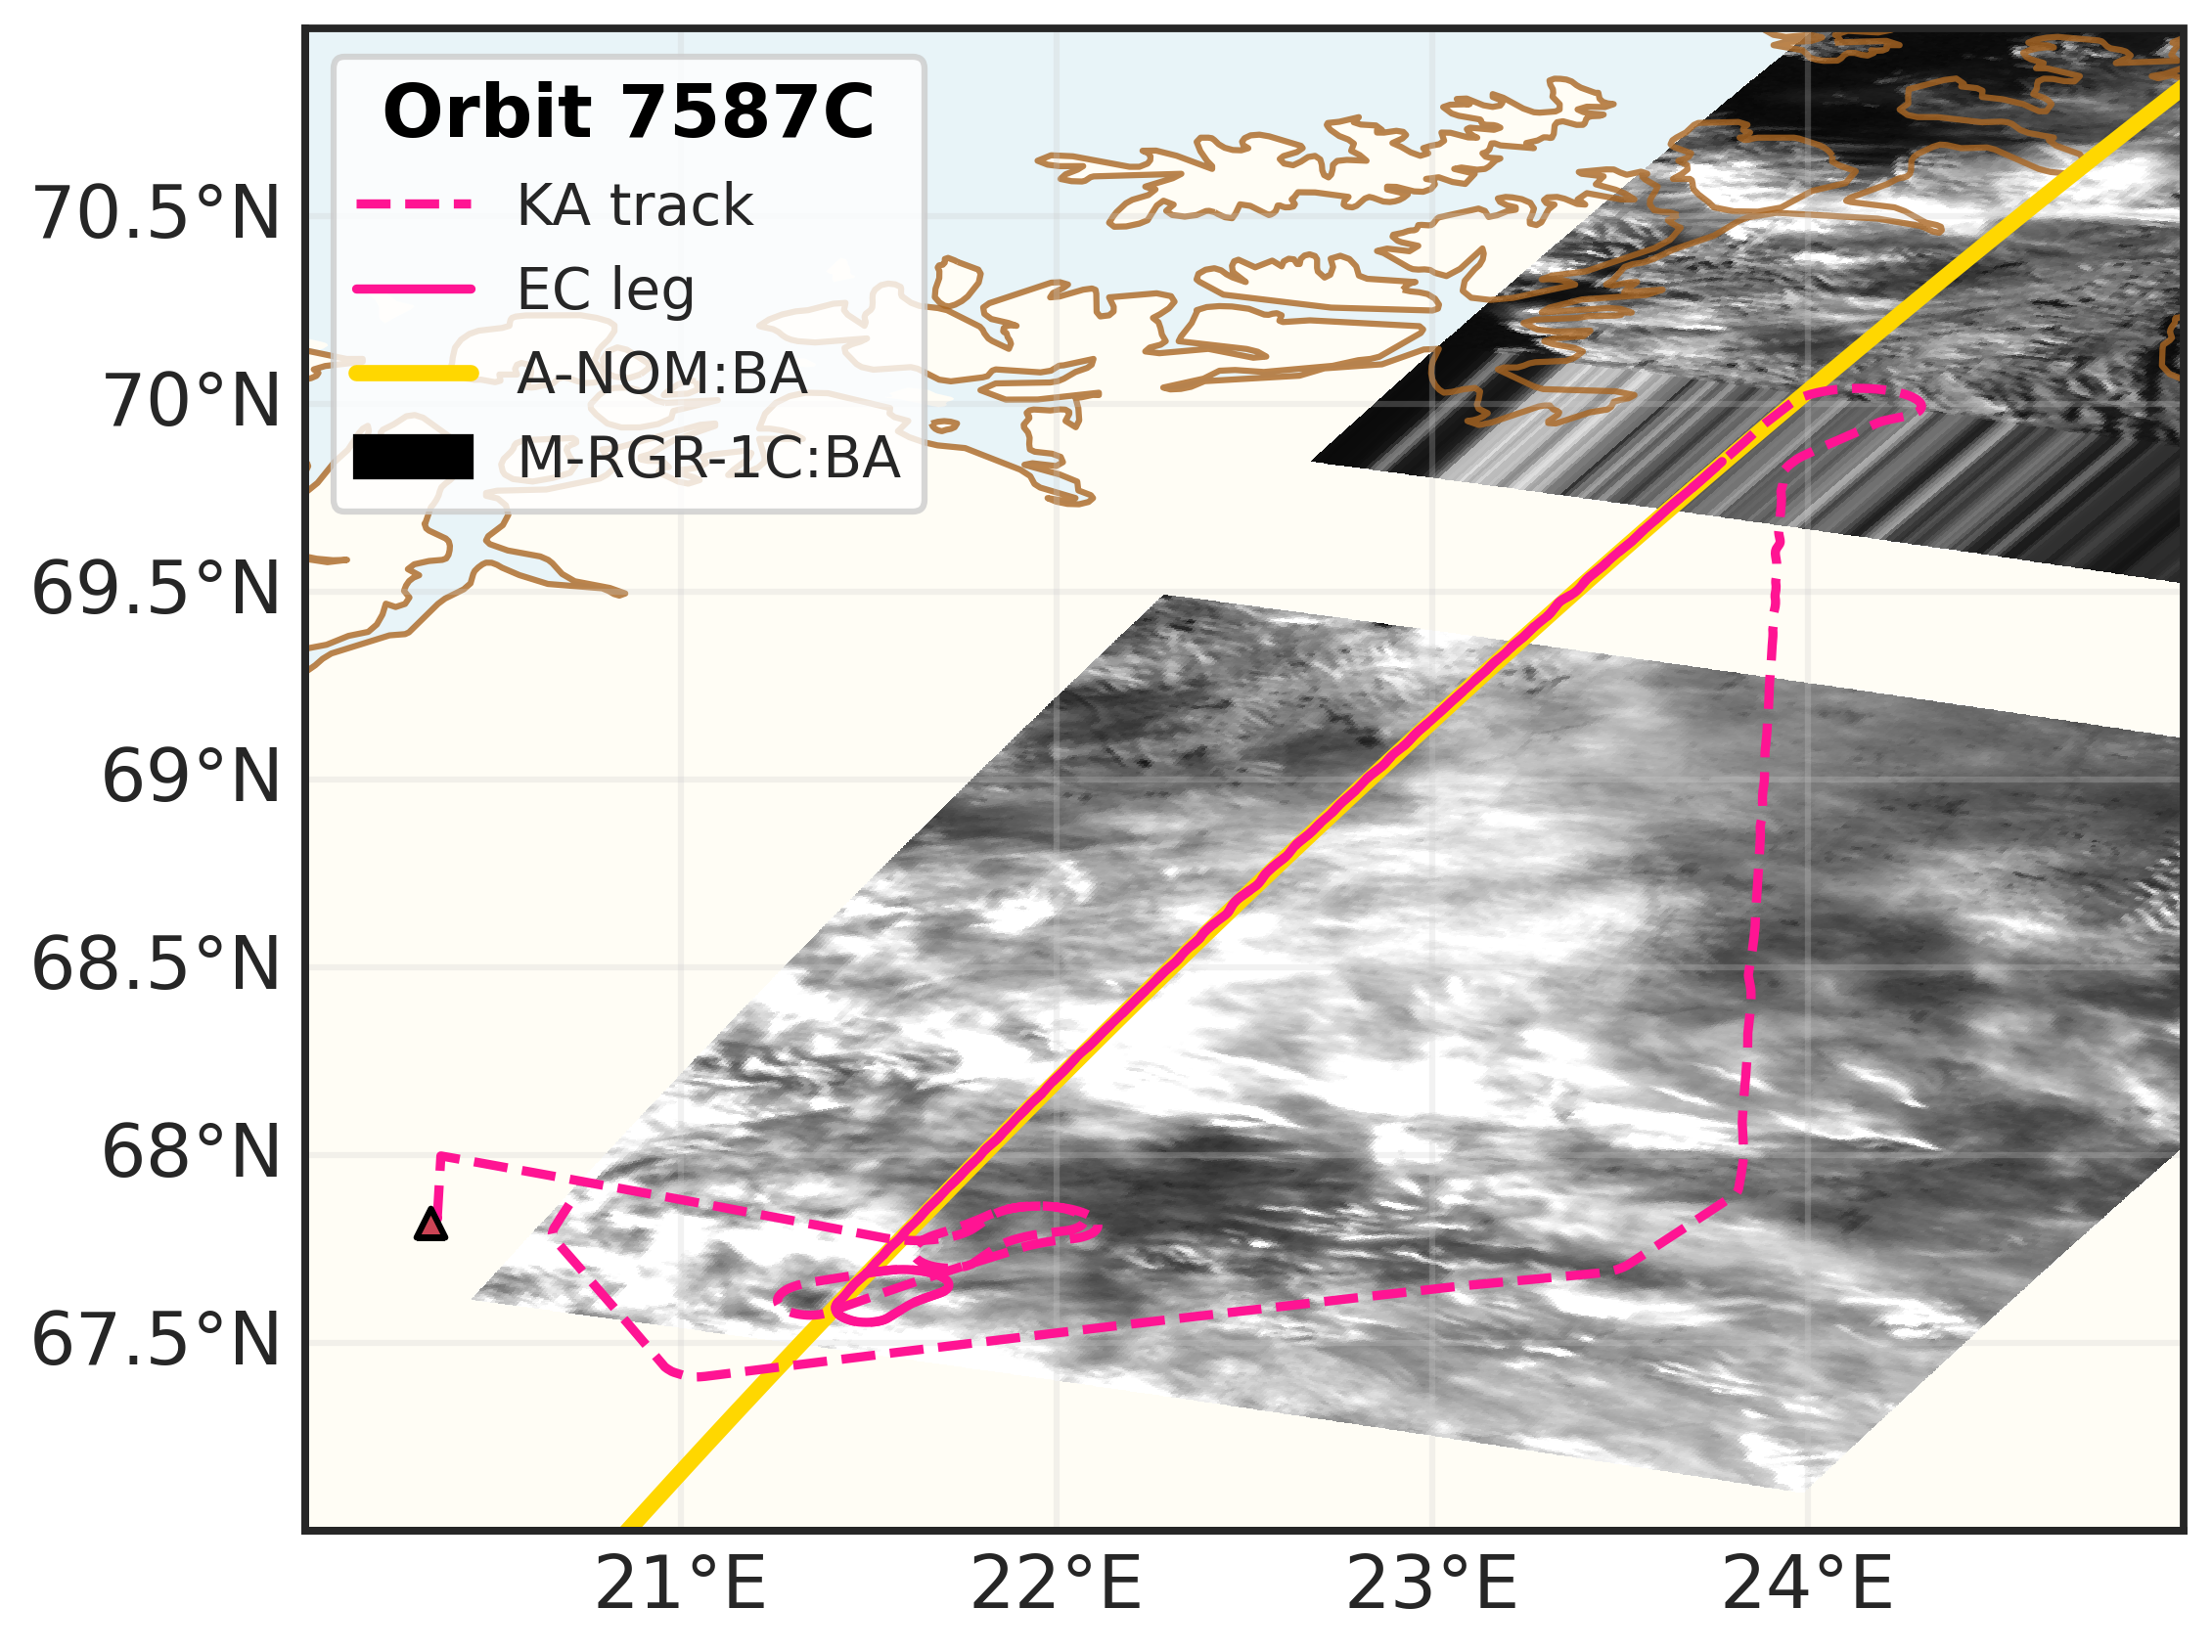 Orbit 7587C
KA track
EC leg
A-NOM:BA
M-RGR-1C:BA
70.5°N
70°N
69.5°N
69°N
68.5°N
68°N
67.5°N
21°E
22°E
23°E
24°E